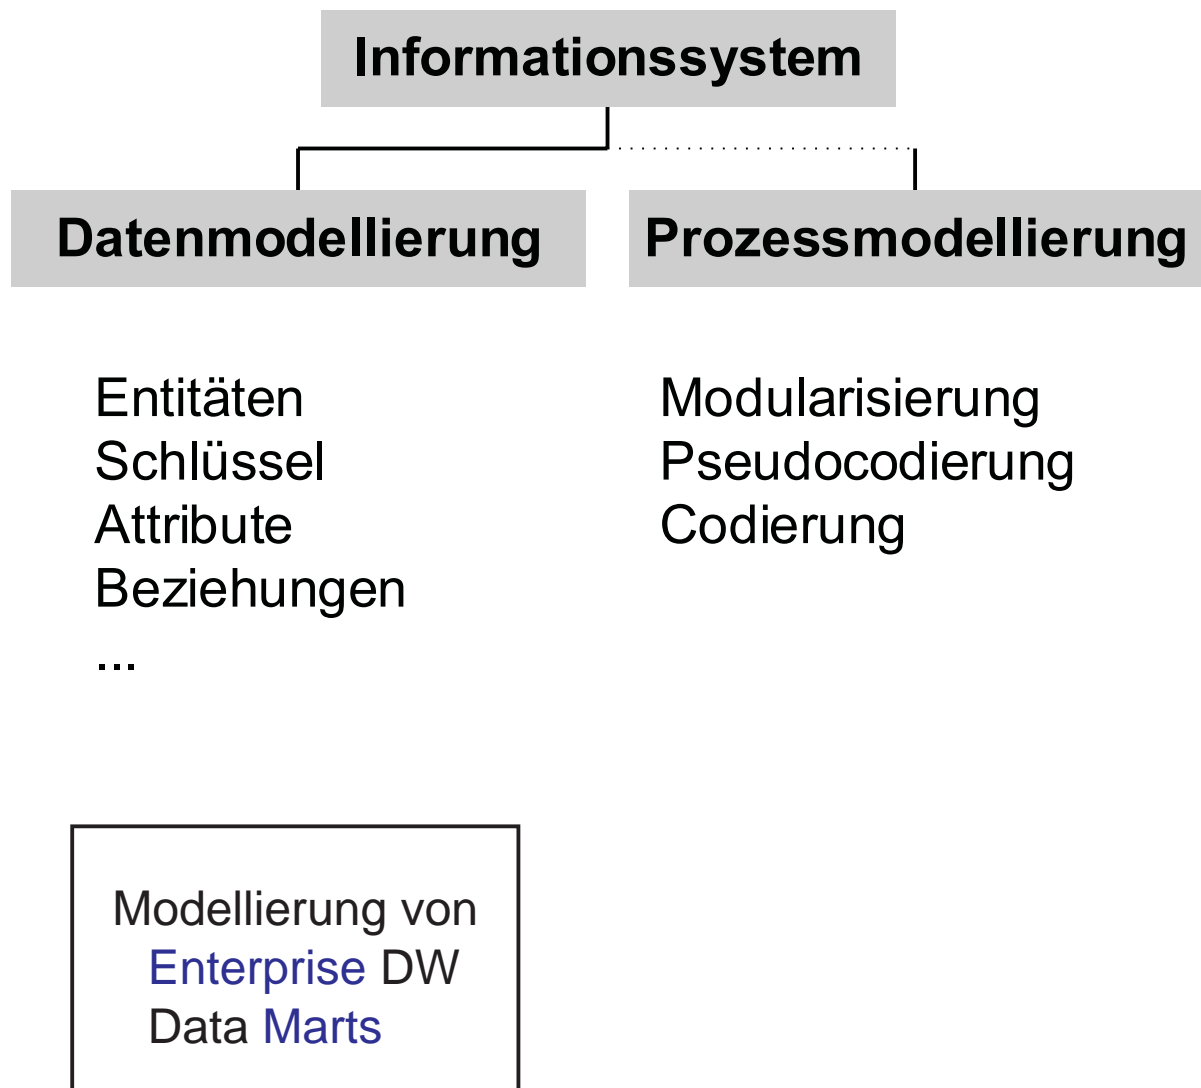 Informationssystem
Datenmodellierung
Prozessmodellierung
Entitäten
Schlüssel
Attribute
Beziehungen
...
Modularisierung
Pseudocodierung
Codierung
Modellierung von
Enterprise DW
Data Marts